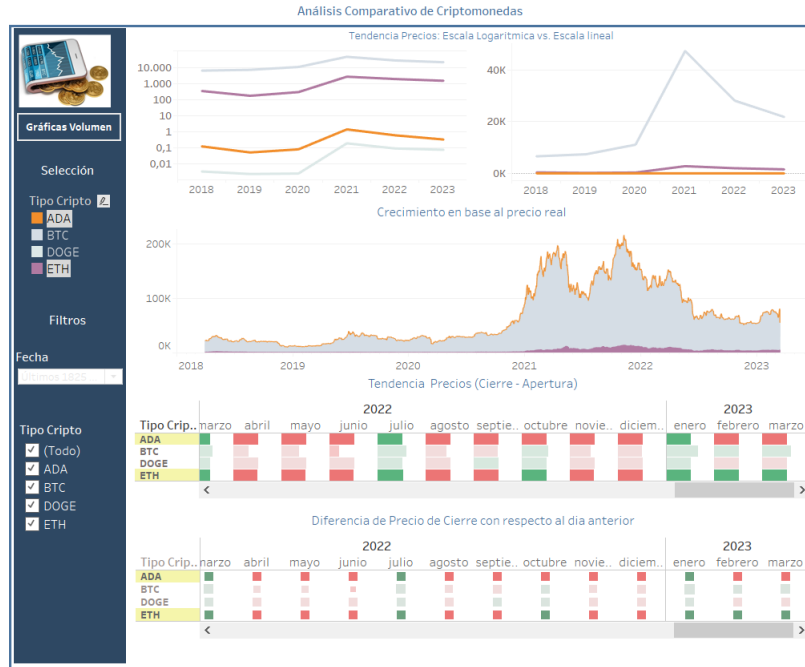 Análisis Comparativo de Criptomonedas
Gráficas Volumen
Selección
Tipo Cripto
ADA
BTC
DOGE
ETH
Filtros
Fecha
Últimos 1825
Tipo Cripto
(Todo)
ADA
BTC
DOGE
ETH
Tendencia Precios: Escala Logaritmica vs. Escala lineal
10.000
1.000
100
10
1
0,1
0,01
2018 2019 2020 2021 2022 2023
40K
20K
0K
2018 2019 2020 2021 2022 2023
Crecimiento en base al precio real
200K
100K
0K
2018 2019 2020 2021 2022 2023
Tendencia Precios (Cierre - Apertura)
2022 2023
Tipo Crip.. marzo abril mayo junio julio agosto septie.. octubre novie.. diciem.. enero febrero marzo
ADA
BTC
DOGE
ETH
Diferencia de Precio de Cierre con respecto al dia anterior
2022 2023
Tipo Crip.. marzo abril mayo junio julio agosto septie.. octubre novie.. diciem.. enero febrero marzo
ADA
BTC
DOGE
ETH